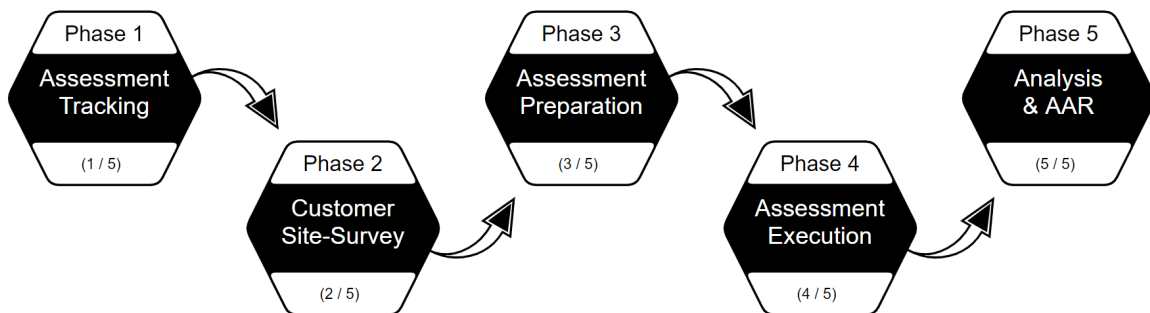 Phase 1
Assessment
Tracking
(1 / 5)
Phase 2
Customer
Site-Survey
(2 / 5)
Phase 3
Assessment
Preparation
(3 / 5)
Phase 4
Assessment
Execution
(4 / 5)
Phase 5
Analysis
& AAR
(5 / 5)